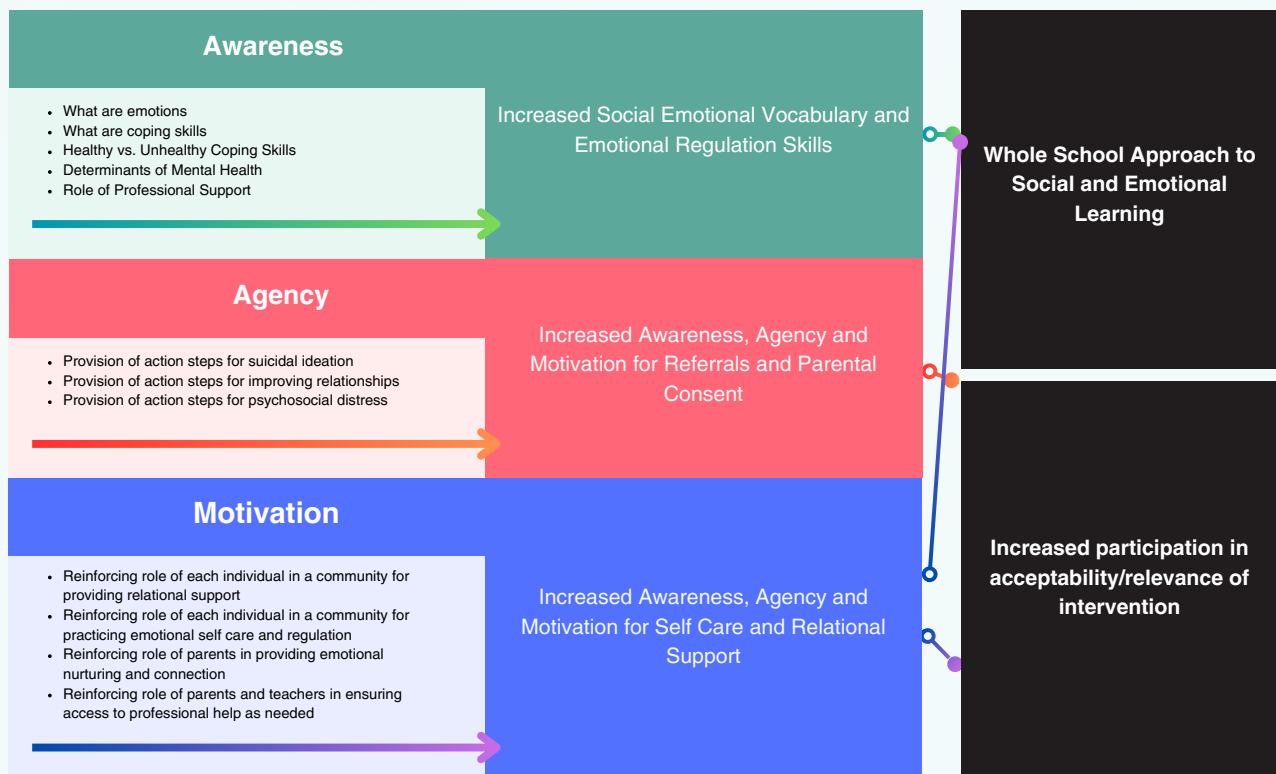 Awareness
• What are emotions
• What are coping skills
• Healthy vs. Unhealthy Coping Skills
• Determinants of Mental Health
• Role of Professional Support
Increased Social Emotional Vocabulary and
Emotional Regulation Skills
Agency
• Provision of action steps for suicidal ideation
• Provision of action steps for improving relationships
• Provision of action steps for psychosocial distress
Increased Awareness, Agency and
Motivation for Referrals and Parental
Consent
Motivation
• Reinforcing role of each individual in a community for
providing relational support
• Reinforcing role of each individual in a community for
practicing emotional self care and regulation
• Reinforcing role of parents in providing emotional
nurturing and connection
• Reinforcing role of parents and teachers in ensuring
access to professional help as needed
Increased Awareness, Agency and
Motivation for Self Care and Relational
Support
Whole School Approach to
Social and Emotional
Learning
Increased participation in
acceptability/relevance of
intervention